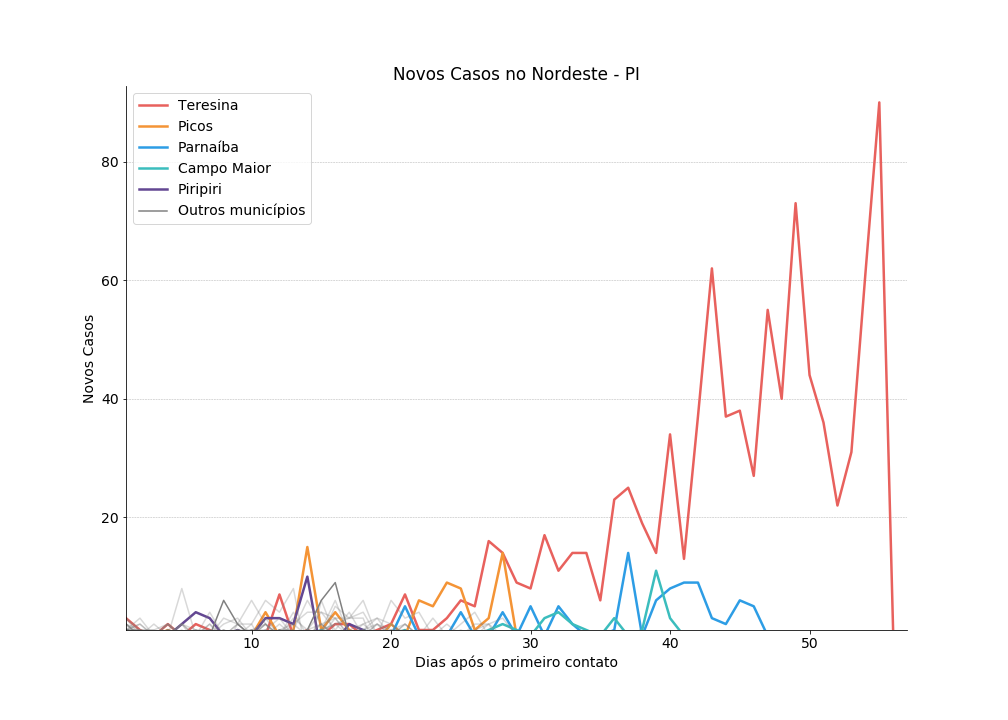 Novos Casos no Nordeste - PI
Teresina
Picos
Parnaíba
Campo Maior
Piripiri
Outros municípios
80
60
40
20
Novos Casos
10 20 30 40 50
Dias após o primeiro contato